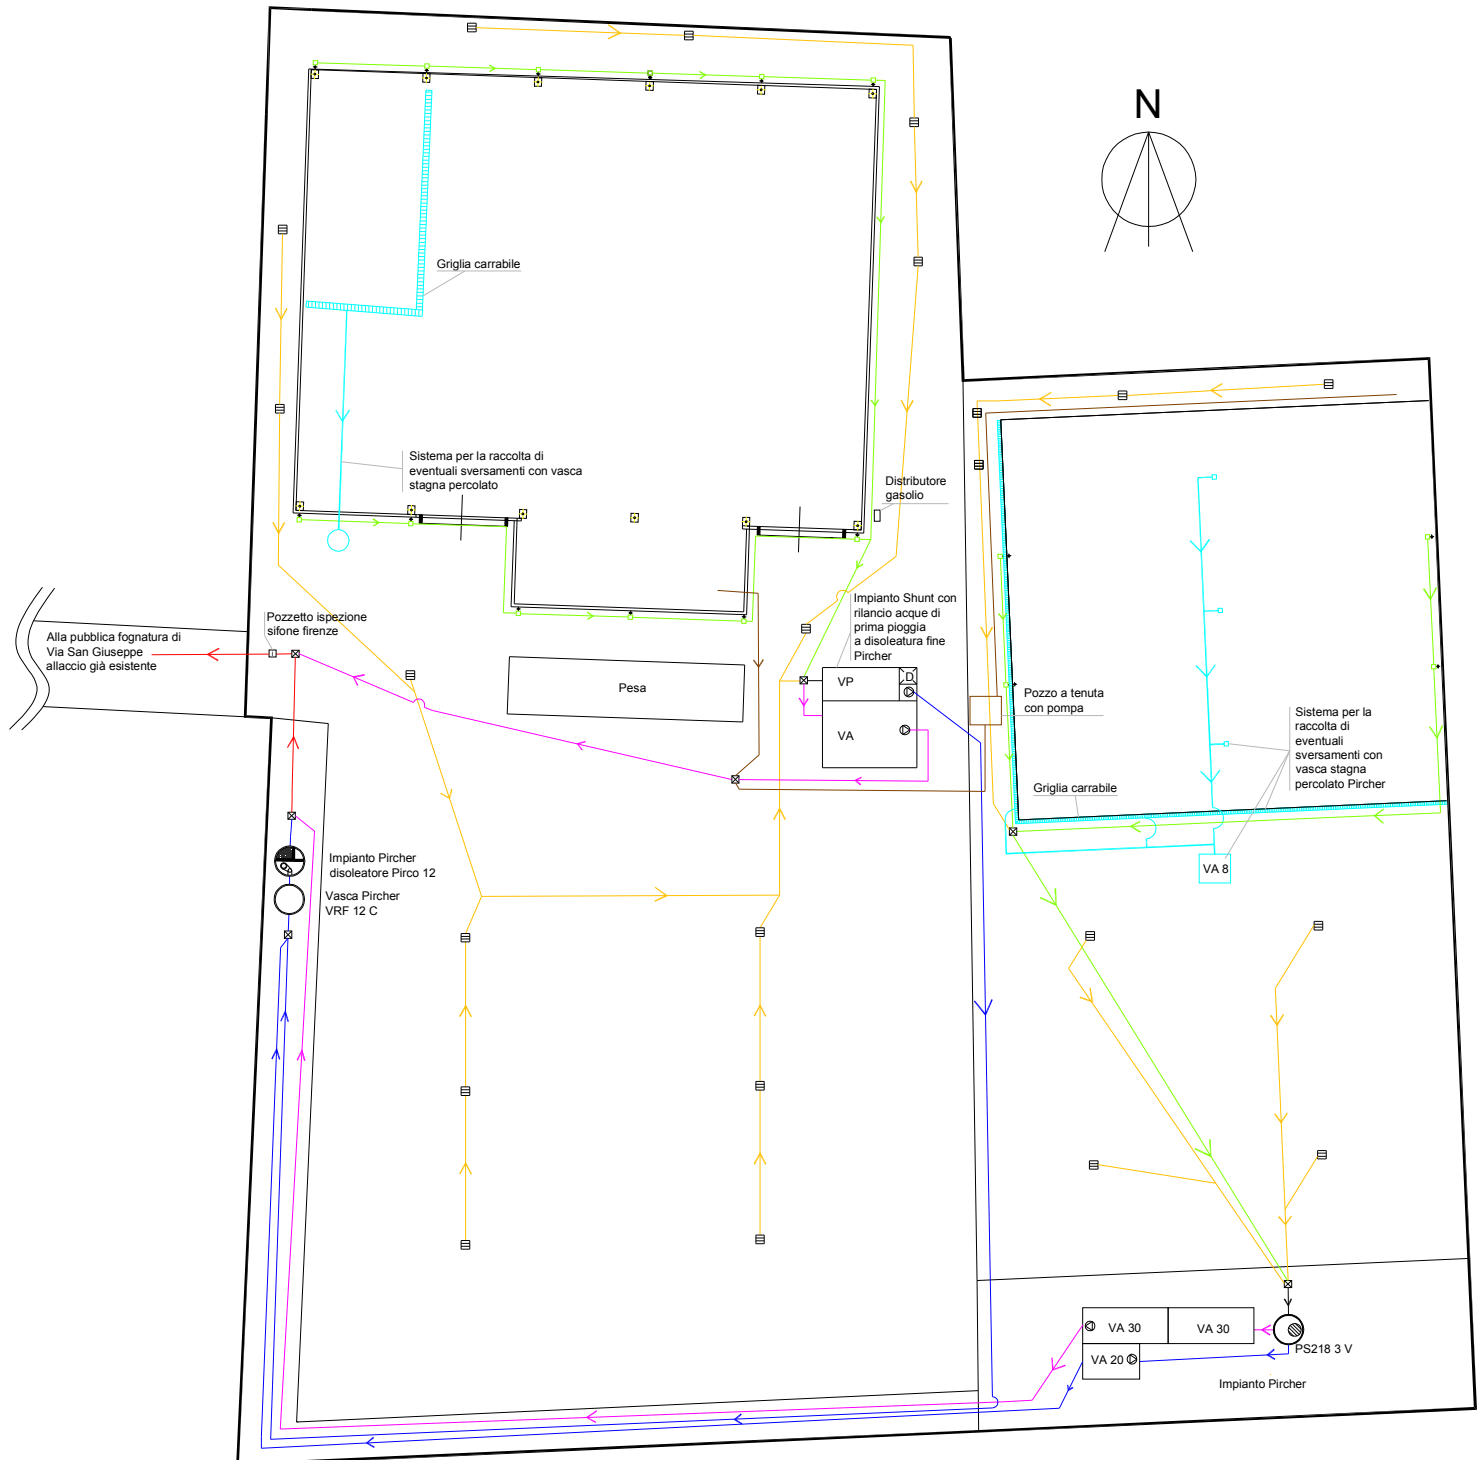 N
Griglia carrabile
Sistema per la raccolta di
eventuali sversamenti con vasca
stagna percolato
Distributore
gasolio
Pozzetto ispezione
sifone firenze
Alla pubblica fognatura di
Via San Giuseppe
allaccio già esistente
Pesa
Impianto Shunt con
rilancio acque di
prima pioggia
a disoleatura fine
Pircher
VP
D
VA
Pozzo a tenuta
con pompa
Sistema per la
raccolta di
eventuali
sversamenti con
vasca stagna
percolato Pircher
Griglia carrabile
VA 8
Impianto Pircher
disoleatore Pirco 12
Vasca Pircher
VRF 12 C
VA 30
VA 30
PS218 3 V
VA 20
Impianto Pircher